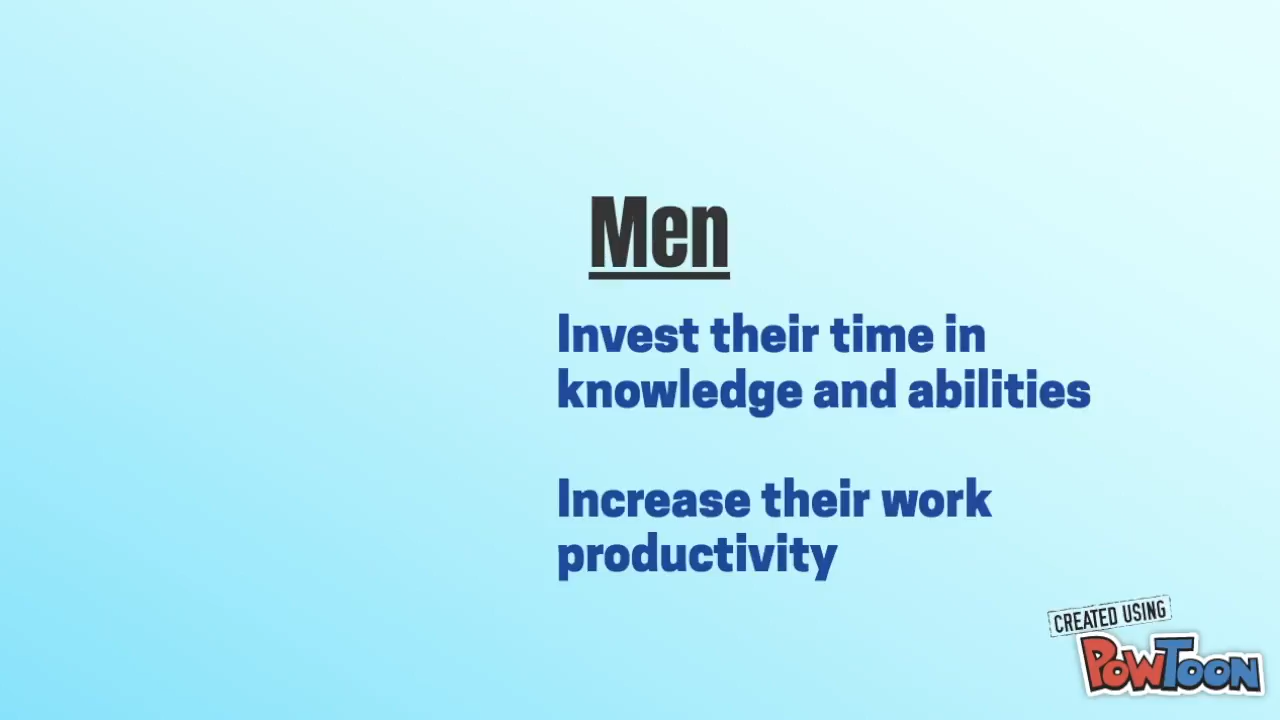 Men
Invest their time in
knowledge and abilities
Increase their work
productivity
CREATED USING
POWTOON